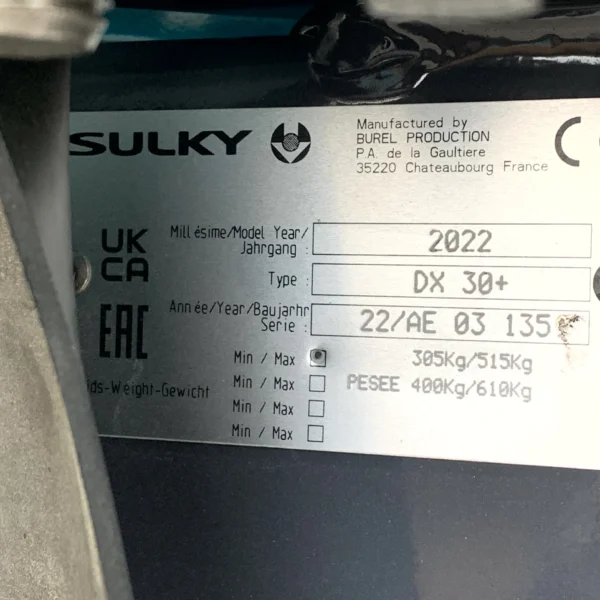 SULKY
Manufactured by
BUREL PRODUCTION
P.A. de la Gaultiere
35220 Chateaubourg France
CE
UK
CA
EAC
Millésime/Model Year/
Jahrgang :
2022
Type :
DX 30+
Année/Year/Baujarhr
Serie :
22/AE 03 135
Min / Max
305Kg/515Kg
ids-Weight-Gewicht
Min / Max
PESEE 400Kg/610Kg
Min / Max
Min / Max